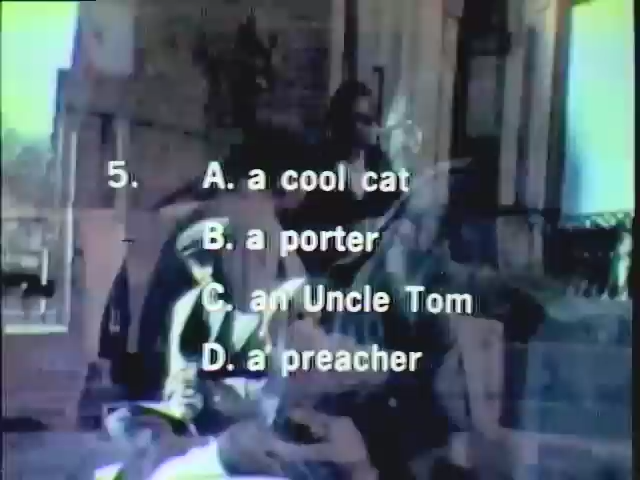 5. A. a cool cat
B. a porter
C. an Uncle Tom
D. a preacher